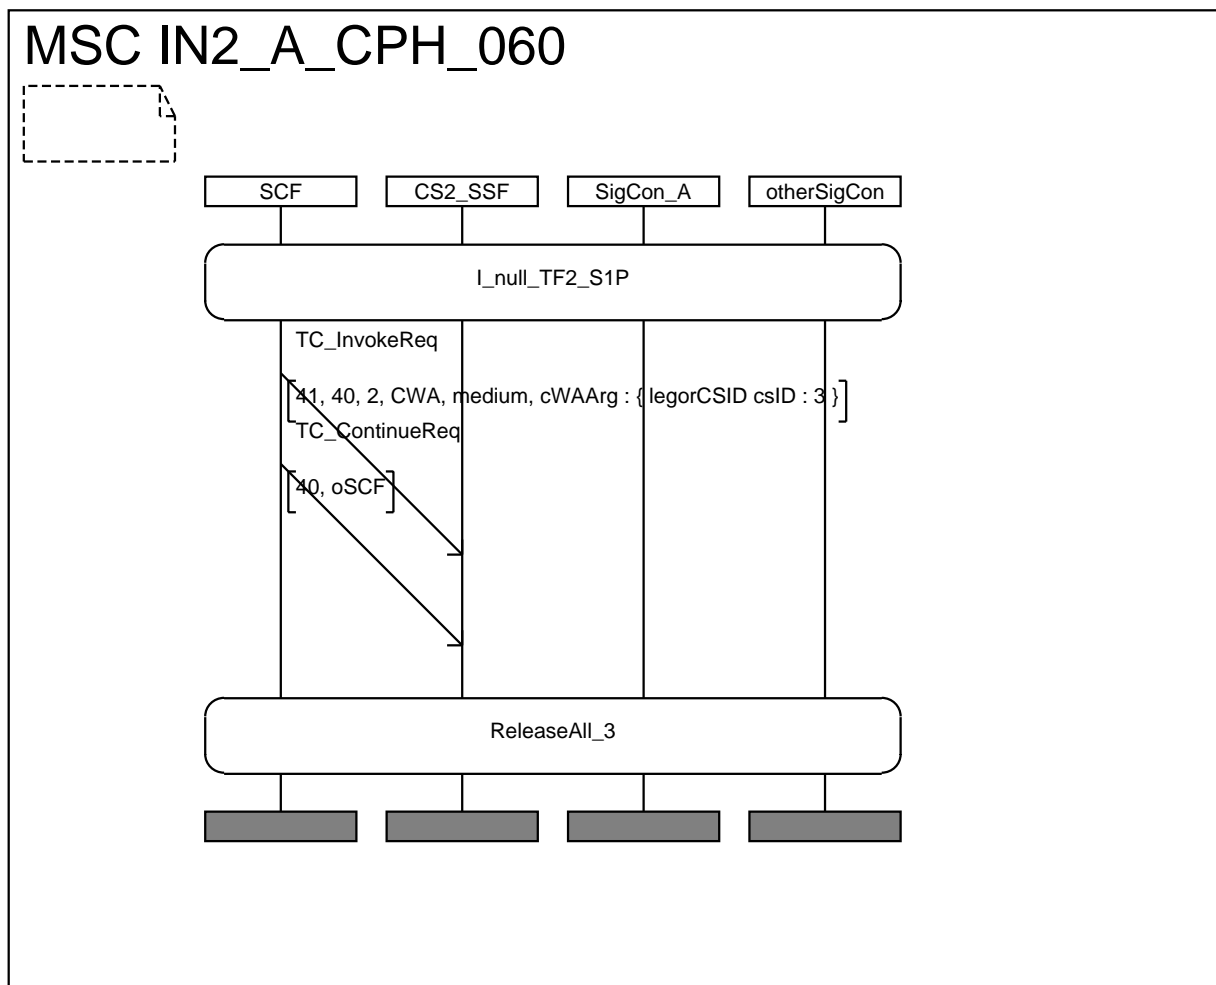 MSC IN2_A_CPH_060
SCF CS2_SSF SigCon_A otherSigCon
I_null_TF2_S1P
TC_InvokeReq
41, 40, 2, CWA, medium, cWAArg : { legorCSID csID : 3 }
TC_ContinueReq
40, oSCF
ReleaseAll_3